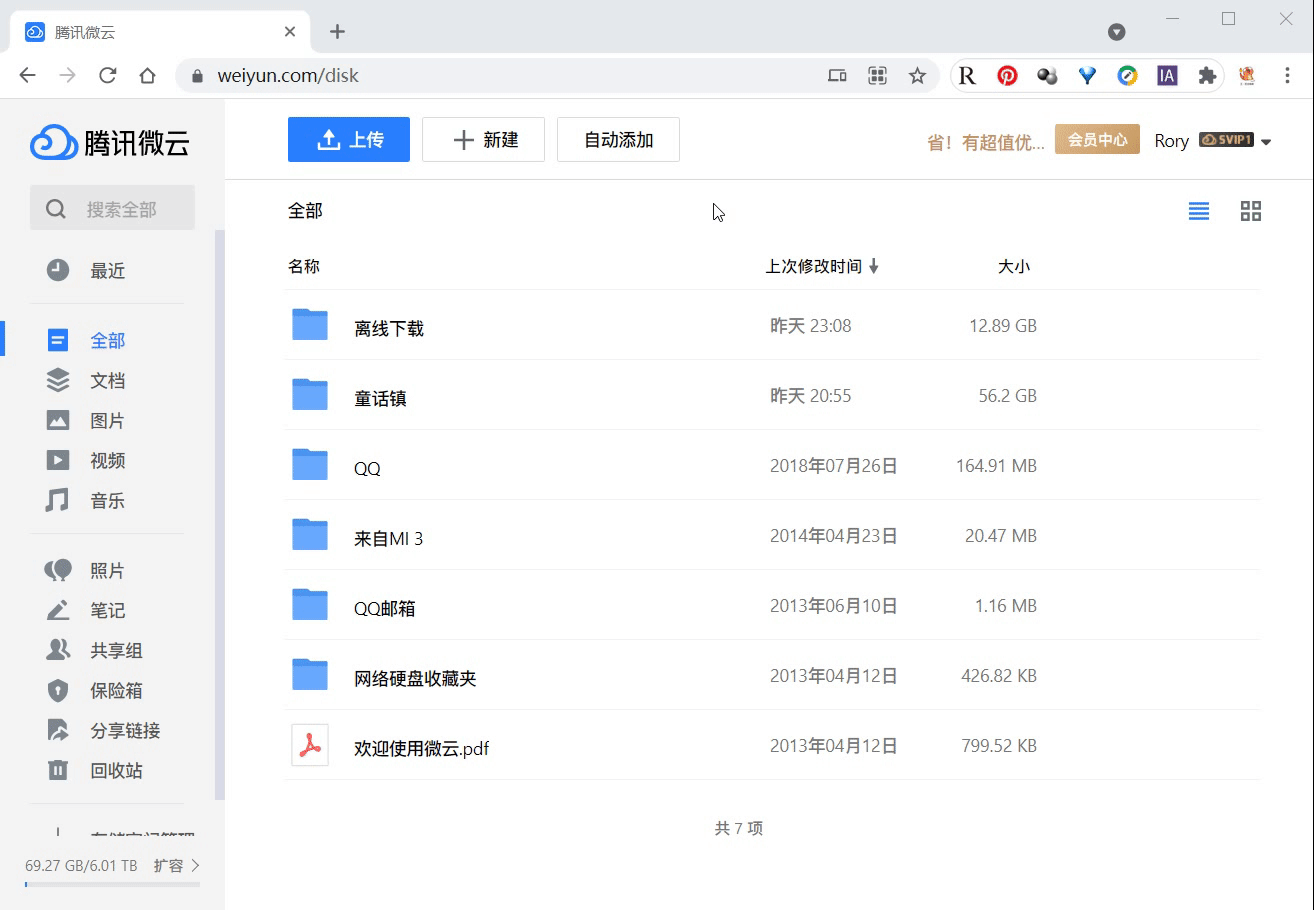 腾讯微云
weiyun.com/disk
R
IA
腾讯微云
上传
新建
自动添加
省！有超值优...
会员中心
Rory
SVIP1
搜索全部
最近
全部
文档
图片
视频
音乐
照片
笔记
共享组
保险箱
分享链接
回收站
存储空间管理
69.27 GB/6.01 TB 扩容
全部
名称 上次修改时间 大小
离线下载 昨天 23:08 12.89 GB
童话镇 昨天 20:55 56.2 GB
QQ 2018年07月26日 164.91 MB
来自MI 3 2014年04月23日 20.47 MB
QQ邮箱 2013年06月10日 1.16 MB
网络硬盘收藏夹 2013年04月12日 426.82 KB
欢迎使用微云.pdf 2013年04月12日 799.52 KB
共 7 项